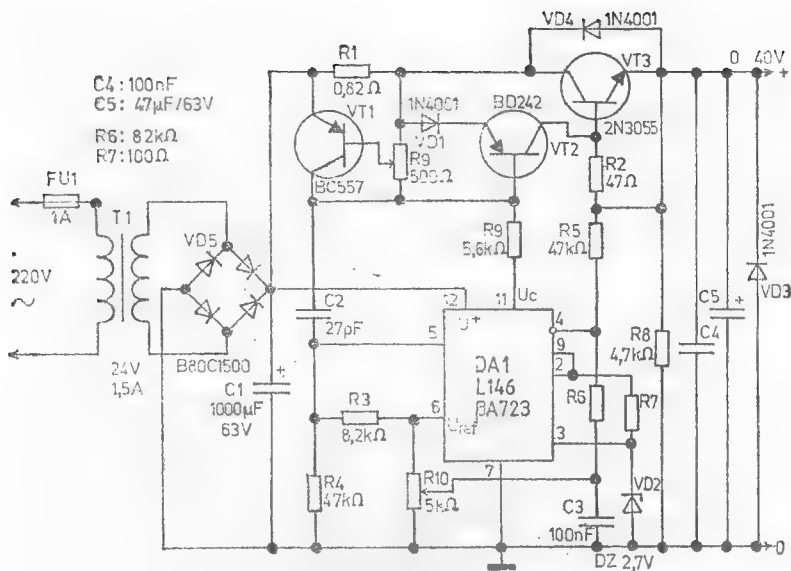 C4: 100nF
C5: 47µF/63V
R6: 82kΩ
R7: 100Ω
FU1
1A
T1
220V
~
24V
1,5A
VD5
B80C1500
C1
1000µF
63V
+
R1
0,82Ω
VT1
BC557
1N4001
VD1
R9
500Ω
BD242
VT2
VD4
1N4001
VT3
2N3055
R2
47Ω
R5
47kΩ
R9
5,6kΩ
C2
27pF
R3
8,2kΩ
R4
47kΩ
R10
5kΩ
12
11
Uc
U+
5
6
Uref
7
4
9
2
3
DA1
L146
BA723
R6
R7
C3
100nF
VD2
DZ 2,7V
R8
4,7kΩ
C4
C5
+
1N4001
VD3
0
40V
+
0